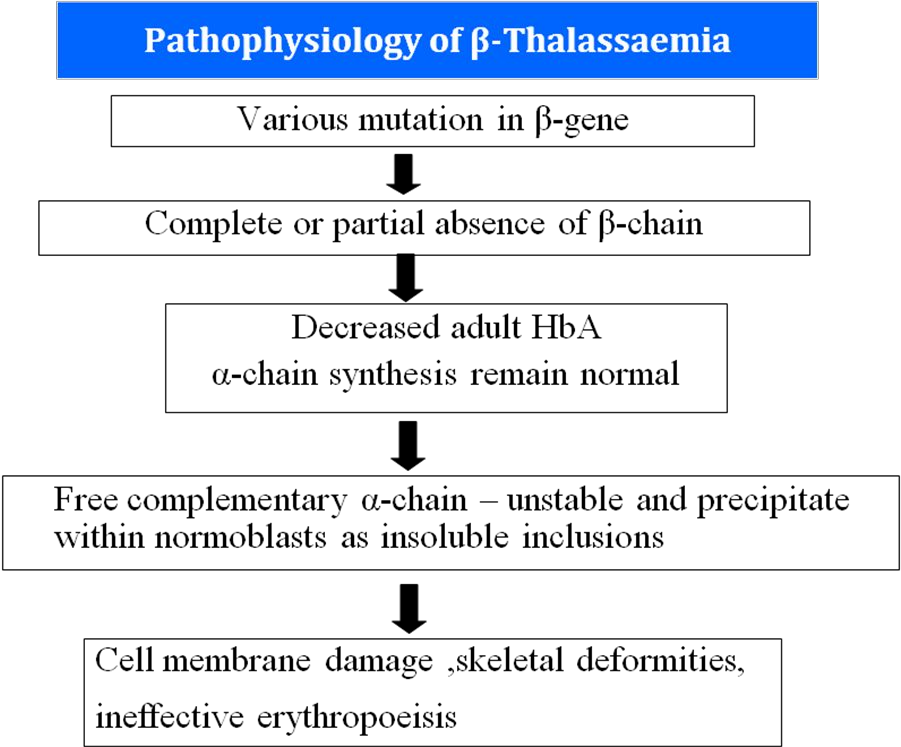 Pathophysiology of β-Thalassaemia
Various mutation in β-gene
Complete or partial absence of β-chain
Decreased adult HbA
α-chain synthesis remain normal
Free complementary α-chain – unstable and precipitate
within normoblasts as insoluble inclusions
Cell membrane damage ,skeletal deformities,
ineffective erythropoeisis